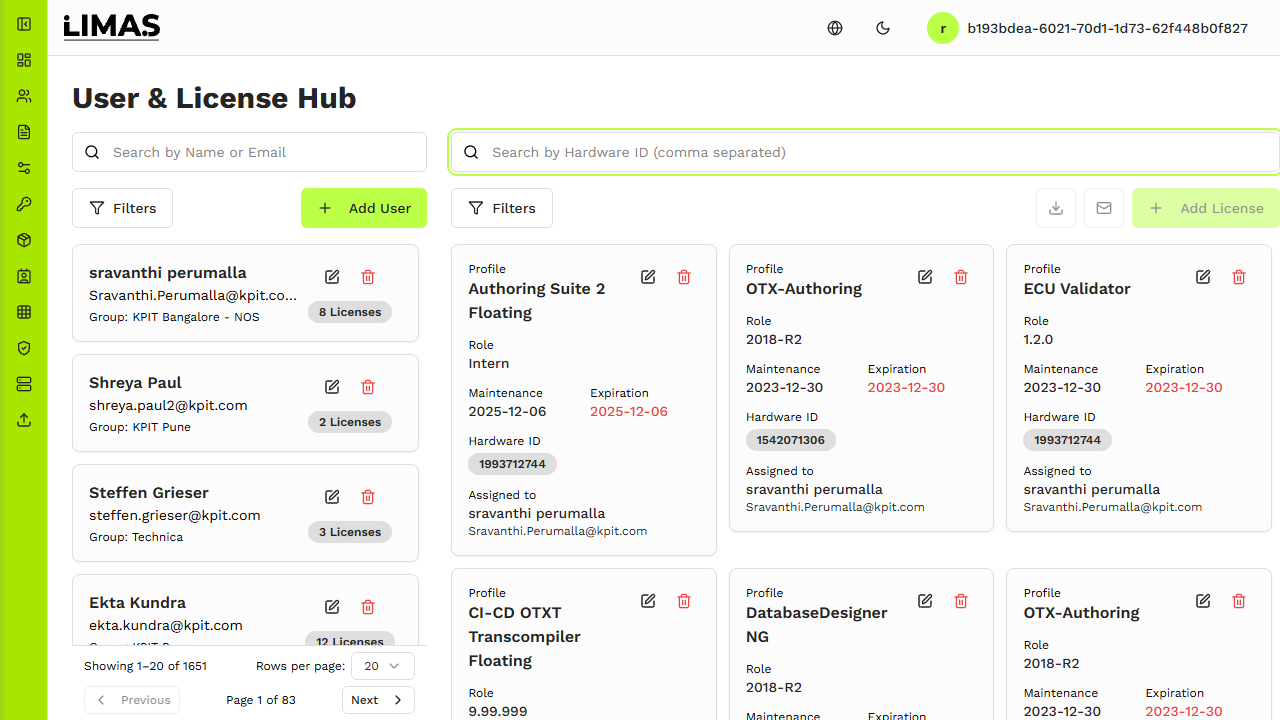 LIMAS
r
b193bdea-6021-70d1-1d73-62f448b0f827
User & License Hub
Search by Name or Email
Search by Hardware ID (comma separated)
Filters
Add User
Filters
Add License
sravanthi perumalla
Sravanthi.Perumalla@kpit.co...
Group: KPIT Bangalore - NOS
8 Licenses
Shreya Paul
shreya.paul2@kpit.com
Group: KPIT Pune
2 Licenses
Steffen Grieser
steffen.grieser@kpit.com
Group: Technica
3 Licenses
Ekta Kundra
ekta.kundra@kpit.com
12 Licenses
Showing 1–20 of 1651
Rows per page:
20
Previous
Page 1 of 83
Next
Profile
Authoring Suite 2
Floating
Role
Intern
Maintenance
Expiration
2025-12-06
2025-12-06
Hardware ID
1993712744
Assigned to
sravanthi perumalla
Sravanthi.Perumalla@kpit.com
Profile
OTX-Authoring
Role
2018-R2
Maintenance
Expiration
2023-12-30
2023-12-30
Hardware ID
1542071306
Assigned to
sravanthi perumalla
Sravanthi.Perumalla@kpit.com
Profile
ECU Validator
Role
1.2.0
Maintenance
Expiration
2023-12-30
2023-12-30
Hardware ID
1993712744
Assigned to
sravanthi perumalla
Sravanthi.Perumalla@kpit.com
Profile
CI-CD OTXT
Transcompiler
Floating
Role
9.99.999
Profile
DatabaseDesigner
NG
Role
2018-R2
Maintenance
Expiration
Profile
OTX-Authoring
Role
2018-R2
Maintenance
Expiration
2023-12-30
2023-12-30